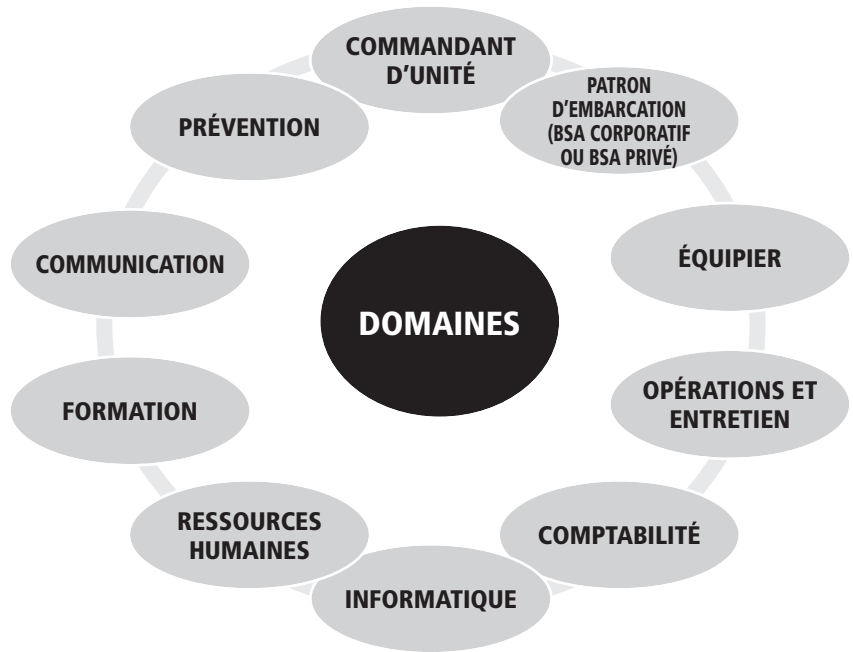 COMMANDANT
D'UNITÉ
PATRON
D'EMBARCATION
(BSA CORPORATIF
OU BSA PRIVÉ)
ÉQUIPIER
OPÉRATIONS ET
ENTRETIEN
COMPTABILITÉ
INFORMATIQUE
RESSOURCES
HUMAINES
FORMATION
COMMUNICATION
PRÉVENTION
DOMAINES